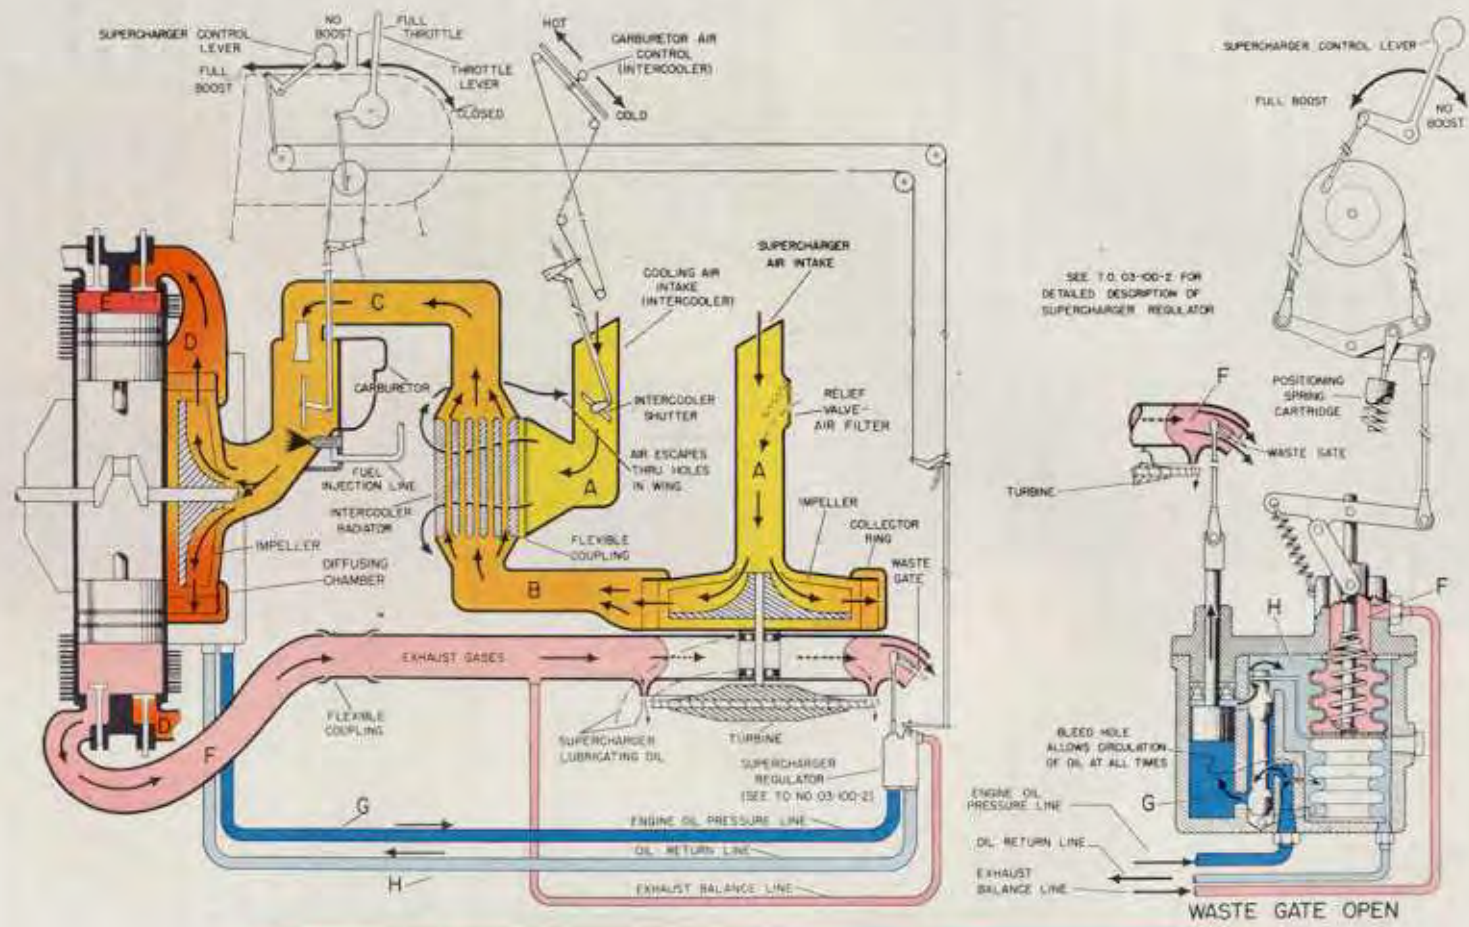 SUPERCHARGER CONTROL
LEVER
NO
BOOST
FULL
THROTTLE
FULL
BOOST
THROTTLE
LEVER
CLOSED
HOT
CARBURETOR AIR
CONTROL
(INTERCOOLER)
COLD
SUPERCHARGER CONTROL LEVER
FULL BOOST
NO
BOOST
SUPERCHARGER
AIR INTAKE
COOLING AIR
INTAKE
(INTERCOOLER)
SEE T.O. 03-100-2 FOR
DETAILED DESCRIPTION OF
SUPERCHARGER REGULATOR
E
D
C
CARBURETOR
INTERCOOLER
SHUTTER
RELIEF
VALVE-
AIR FILTER
POSITIONING
SPRING
CARTRIDGE
F
WASTE GATE
TURBINE
AIR ESCAPES
THRU HOLES
IN WING
A
A
FUEL
INJECTION LINE
INTERCOOLER
RADIATOR
IMPELLER
COLLECTOR
RING
WASTE
GATE
IMPELLER
DIFFUSING
CHAMBER
FLEXIBLE
COUPLING
B
H
F
EXHAUST GASES
D
F
FLEXIBLE
COUPLING
SUPERCHARGER
LUBRICATING OIL
TURBINE
SUPERCHARGER
REGULATOR
(SEE TO NO. 03-100-2)
BLEED HOLE
ALLOWS CIRCULATION
OF OIL AT ALL TIMES
G
G
ENGINE OIL PRESSURE LINE
OIL RETURN LINE
H
EXHAUST BALANCE LINE
ENGINE OIL
PRESSURE LINE
OIL RETURN LINE
EXHAUST
BALANCE LINE
WASTE GATE OPEN